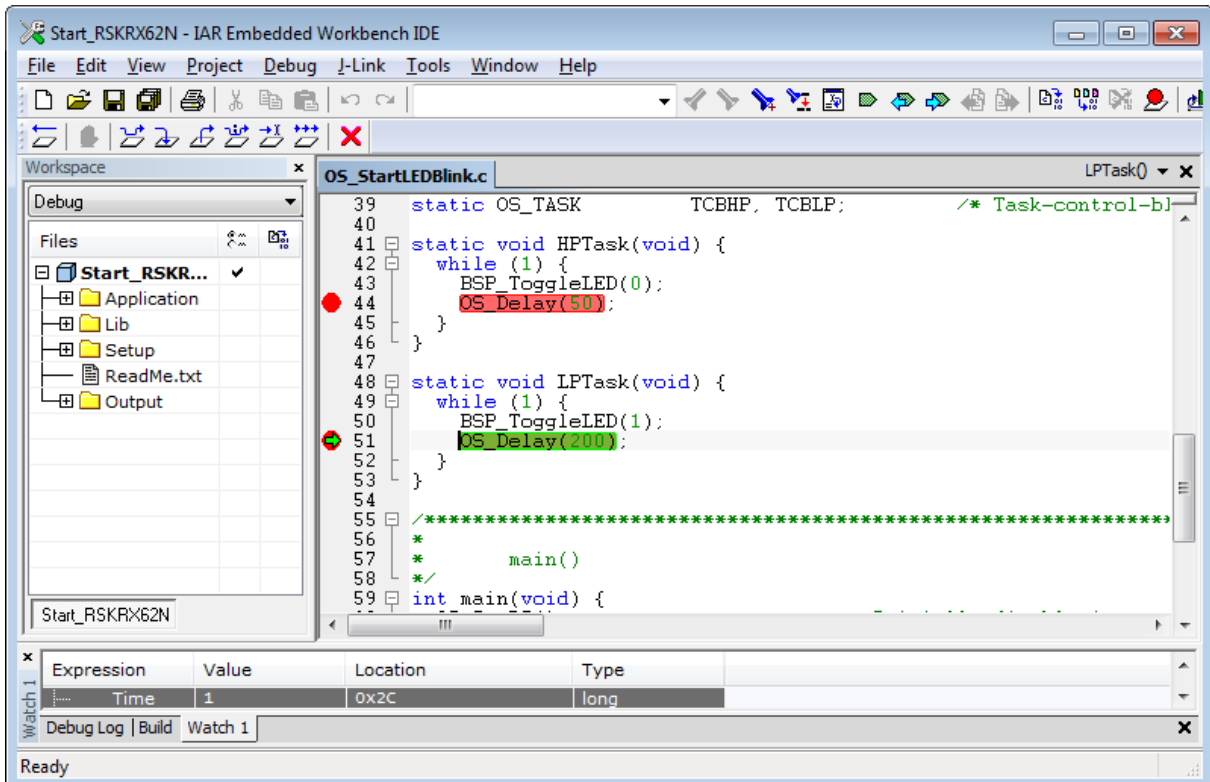 Start_RSKRX62N - IAR Embedded Workbench IDE
File Edit View Project Debug J-Link Tools Window Help
Workspace
Debug
Files
Start_RSKR...
Application
Lib
Setup
ReadMe.txt
Output
Start_RSKRX62N
OS_StartLEDBlink.c LPTask()
39 static OS_TASK TCBHP, TCBLP; /* Task-control-bl
40
41 static void HPTask(void) {
42 while (1) {
43 BSP_ToggleLED(0);
44 OS_Delay(50);
45 }
46 }
47
48 static void LPTask(void) {
49 while (1) {
50 BSP_ToggleLED(1);
51 OS_Delay(200);
52 }
53 }
54
55 /*************************************************************
56 *
57 * main()
58 */
59 int main(void) {
Watch 1
Expression Value Location Type
Time 1 0x2C long
Debug Log Build Watch 1
Ready